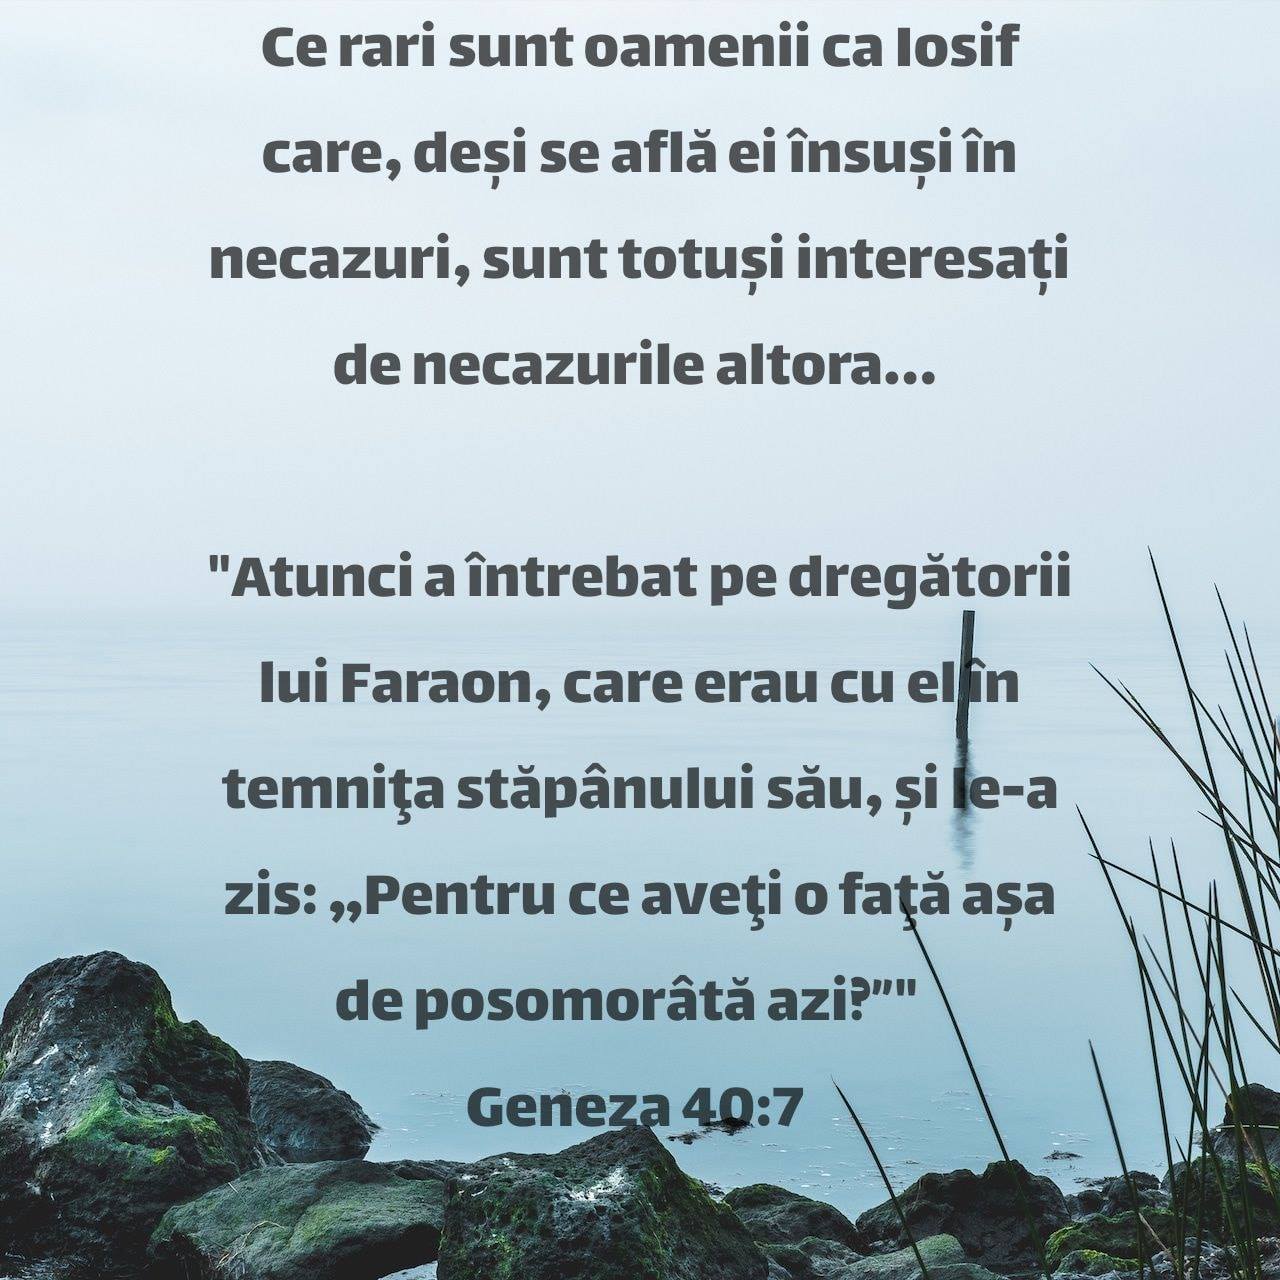 Ce rari sunt oamenii ca Iosif
care, deși se află ei însuși în
necazuri, sunt totuși interesați
de necazurile altora...
"Atunci a întrebat pe dregătorii
lui Faraon, care erau cu el în
temniţa stăpânului său, și le-a
zis: „Pentru ce aveţi o faţă așa
de posomorâtă azi?”"
Geneza 40:7